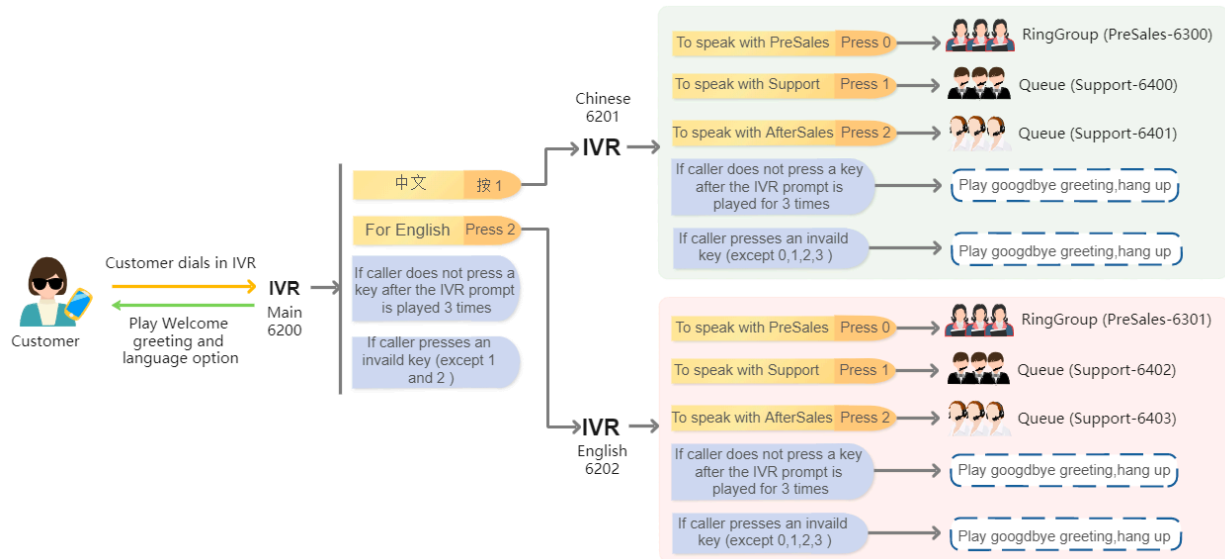 Customer
Customer dials in IVR
Play Welcome
greeting and
language option
IVR
Main
6200
中文 按 1
For English Press 2
If caller does not press a
key after the IVR prompt
is played 3 times
If caller presses an
invaild key (except 1
and 2 )
Chinese
6201
IVR
To speak with PreSales Press 0
RingGroup (PreSales-6300)
To speak with Support Press 1
Queue (Support-6400)
To speak with AfterSales Press 2
Queue (Support-6401)
If caller does not press a key
after the IVR prompt is
played for 3 times
Play googdbye greeting,hang up
If caller presses an invaild
key (except 0,1,2,3 )
Play googdbye greeting,hang up
IVR
English
6202
To speak with PreSales Press 0
RingGroup (PreSales-6301)
To speak with Support Press 1
Queue (Support-6402)
To speak with AfterSales Press 2
Queue (Support-6403)
If caller does not press a key
after the IVR prompt is
played for 3 times
Play googdbye greeting,hang up
If caller presses an invaild
key (except 0,1,2,3 )
Play googdbye greeting,hang up